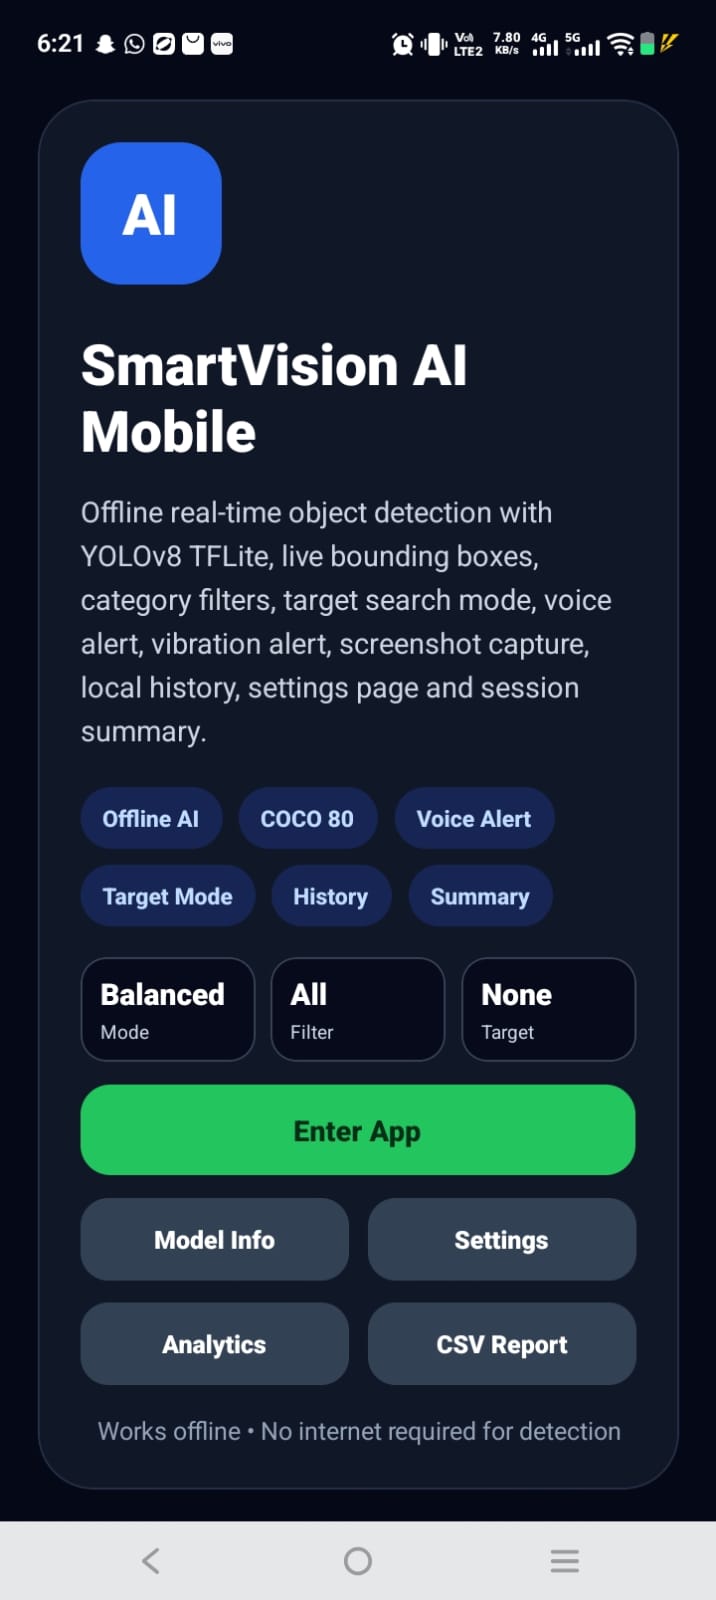 6:21 vivo Vo) LTE2 7.80 KB/s 4G 5G
AI
SmartVision AI
Mobile
Offline real-time object detection with
YOLOv8 TFLite, live bounding boxes,
category filters, target search mode, voice
alert, vibration alert, screenshot capture,
local history, settings page and session
summary.
Offline AI COCO 80 Voice Alert
Target Mode History Summary
Balanced All None
Mode Filter Target
Enter App
Model Info Settings
Analytics CSV Report
Works offline • No internet required for detection